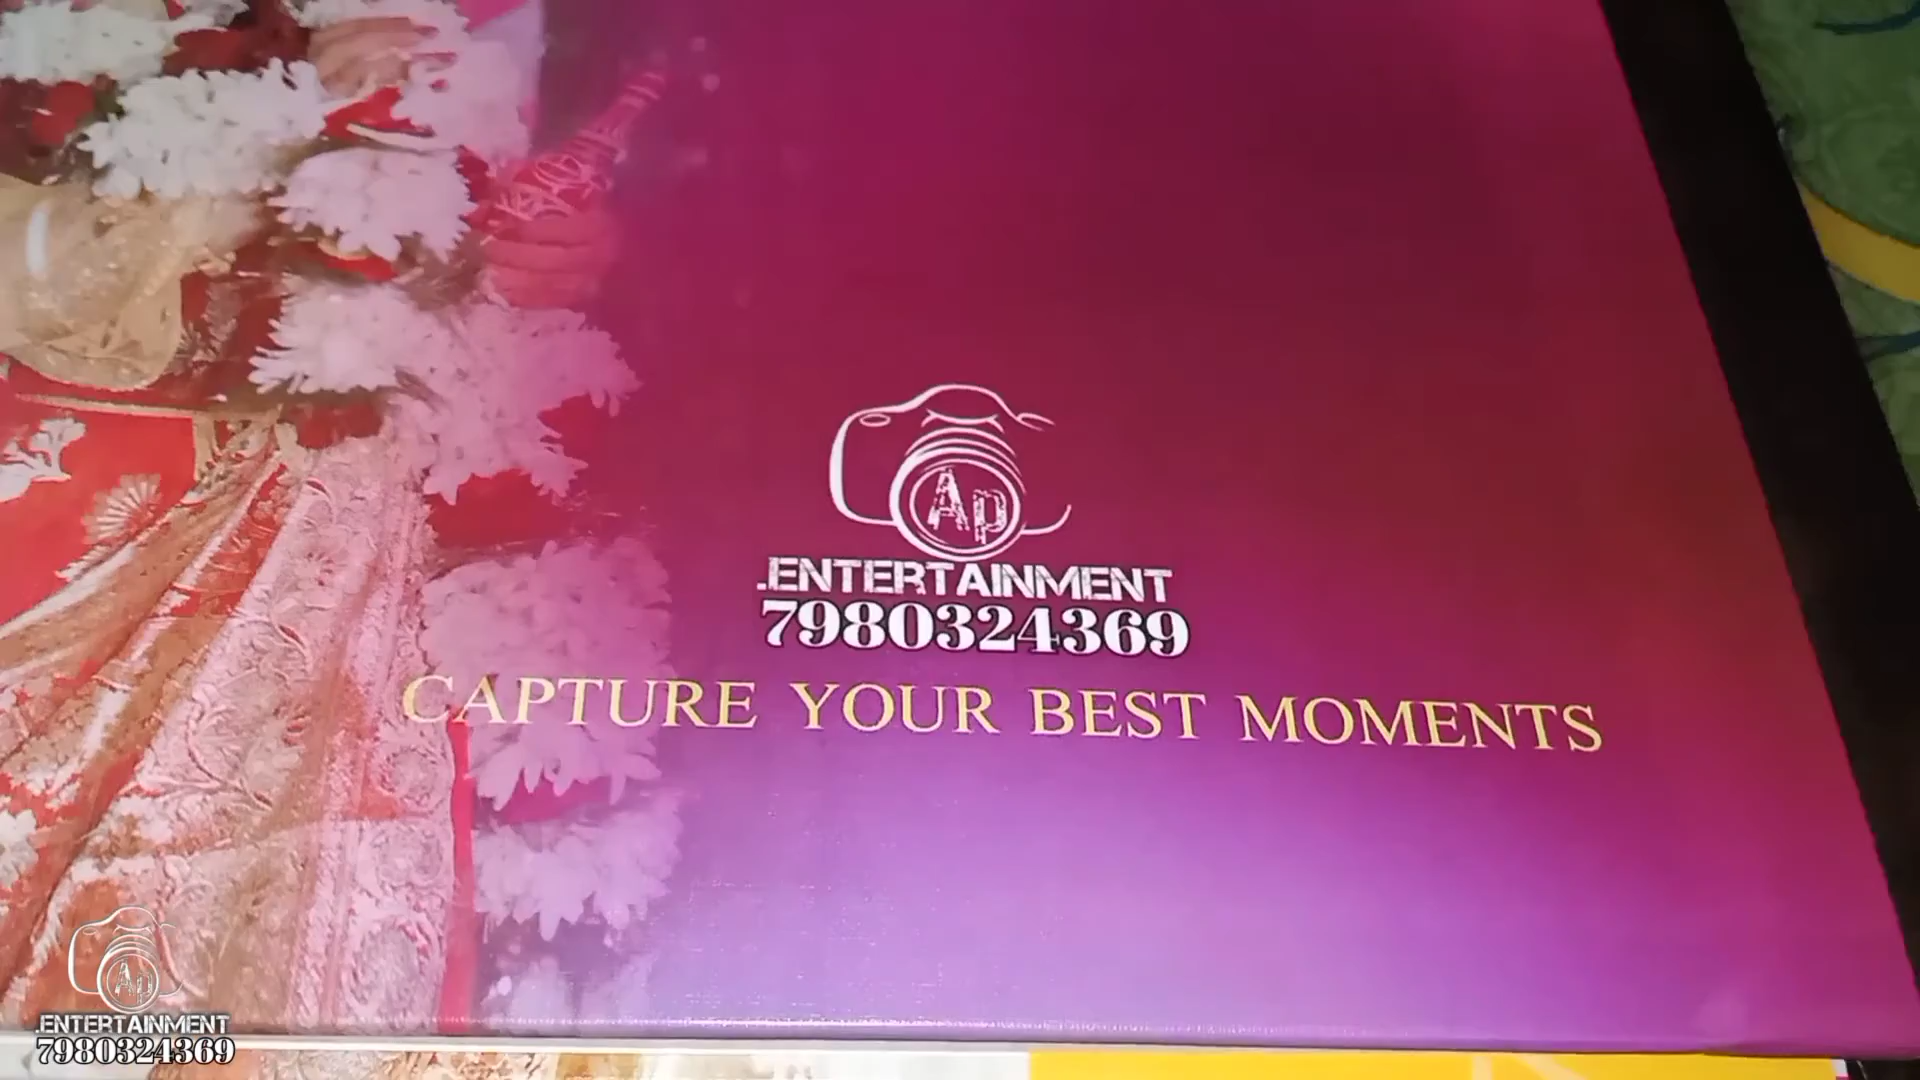 Ap
.ENTERTAINMENT
7980324369
CAPTURE YOUR BEST MOMENTS
Ap
.ENTERTAINMENT
7980324369